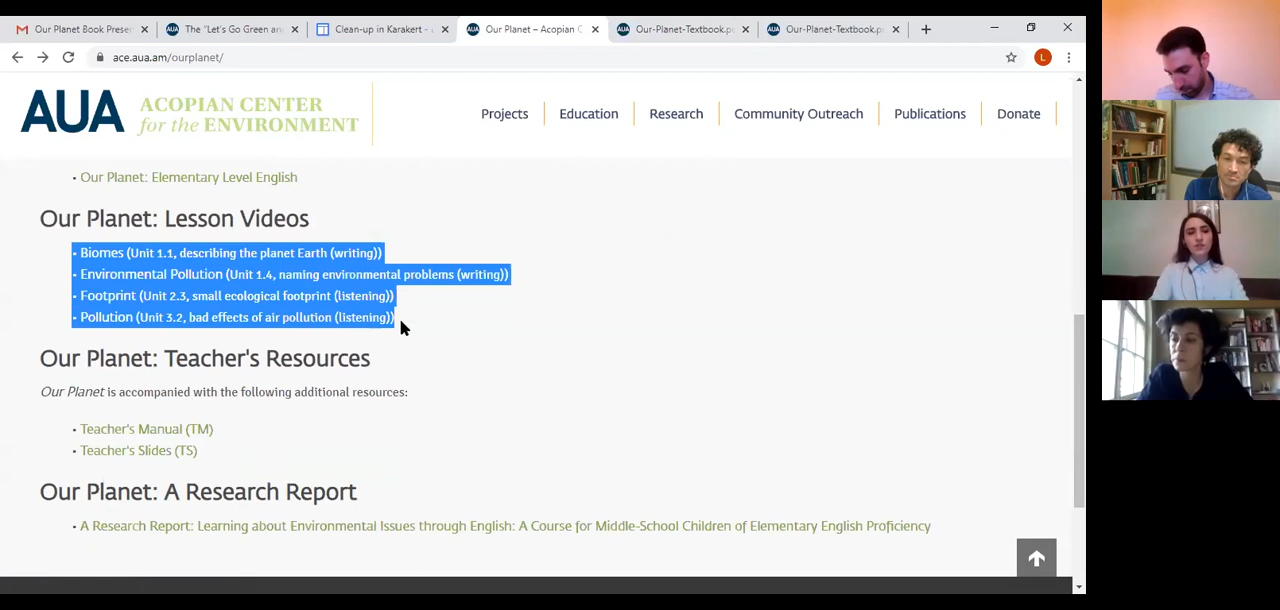 Our Planet Book Preser
The "Let's Go Green an
Clean-up in Karakert -
Our Planet – Acopian C
Our-Planet-Textbook.p
Our-Planet-Textbook.p
ace.aua.am/ourplanet/
L
AUA ACOPIAN CENTER
for the ENVIRONMENT
Projects
Education
Research
Community Outreach
Publications
Donate
• Our Planet: Elementary Level English
Our Planet: Lesson Videos
• Biomes (Unit 1.1, describing the planet Earth (writing))
• Environmental Pollution (Unit 1.4, naming environmental problems (writing))
• Footprint (Unit 2.3, small ecological footprint (listening))
• Pollution (Unit 3.2, bad effects of air pollution (listening))
Our Planet: Teacher's Resources
Our Planet is accompanied with the following additional resources:
• Teacher's Manual (TM)
• Teacher's Slides (TS)
Our Planet: A Research Report
• A Research Report: Learning about Environmental Issues through English: A Course for Middle-School Children of Elementary English Proficiency